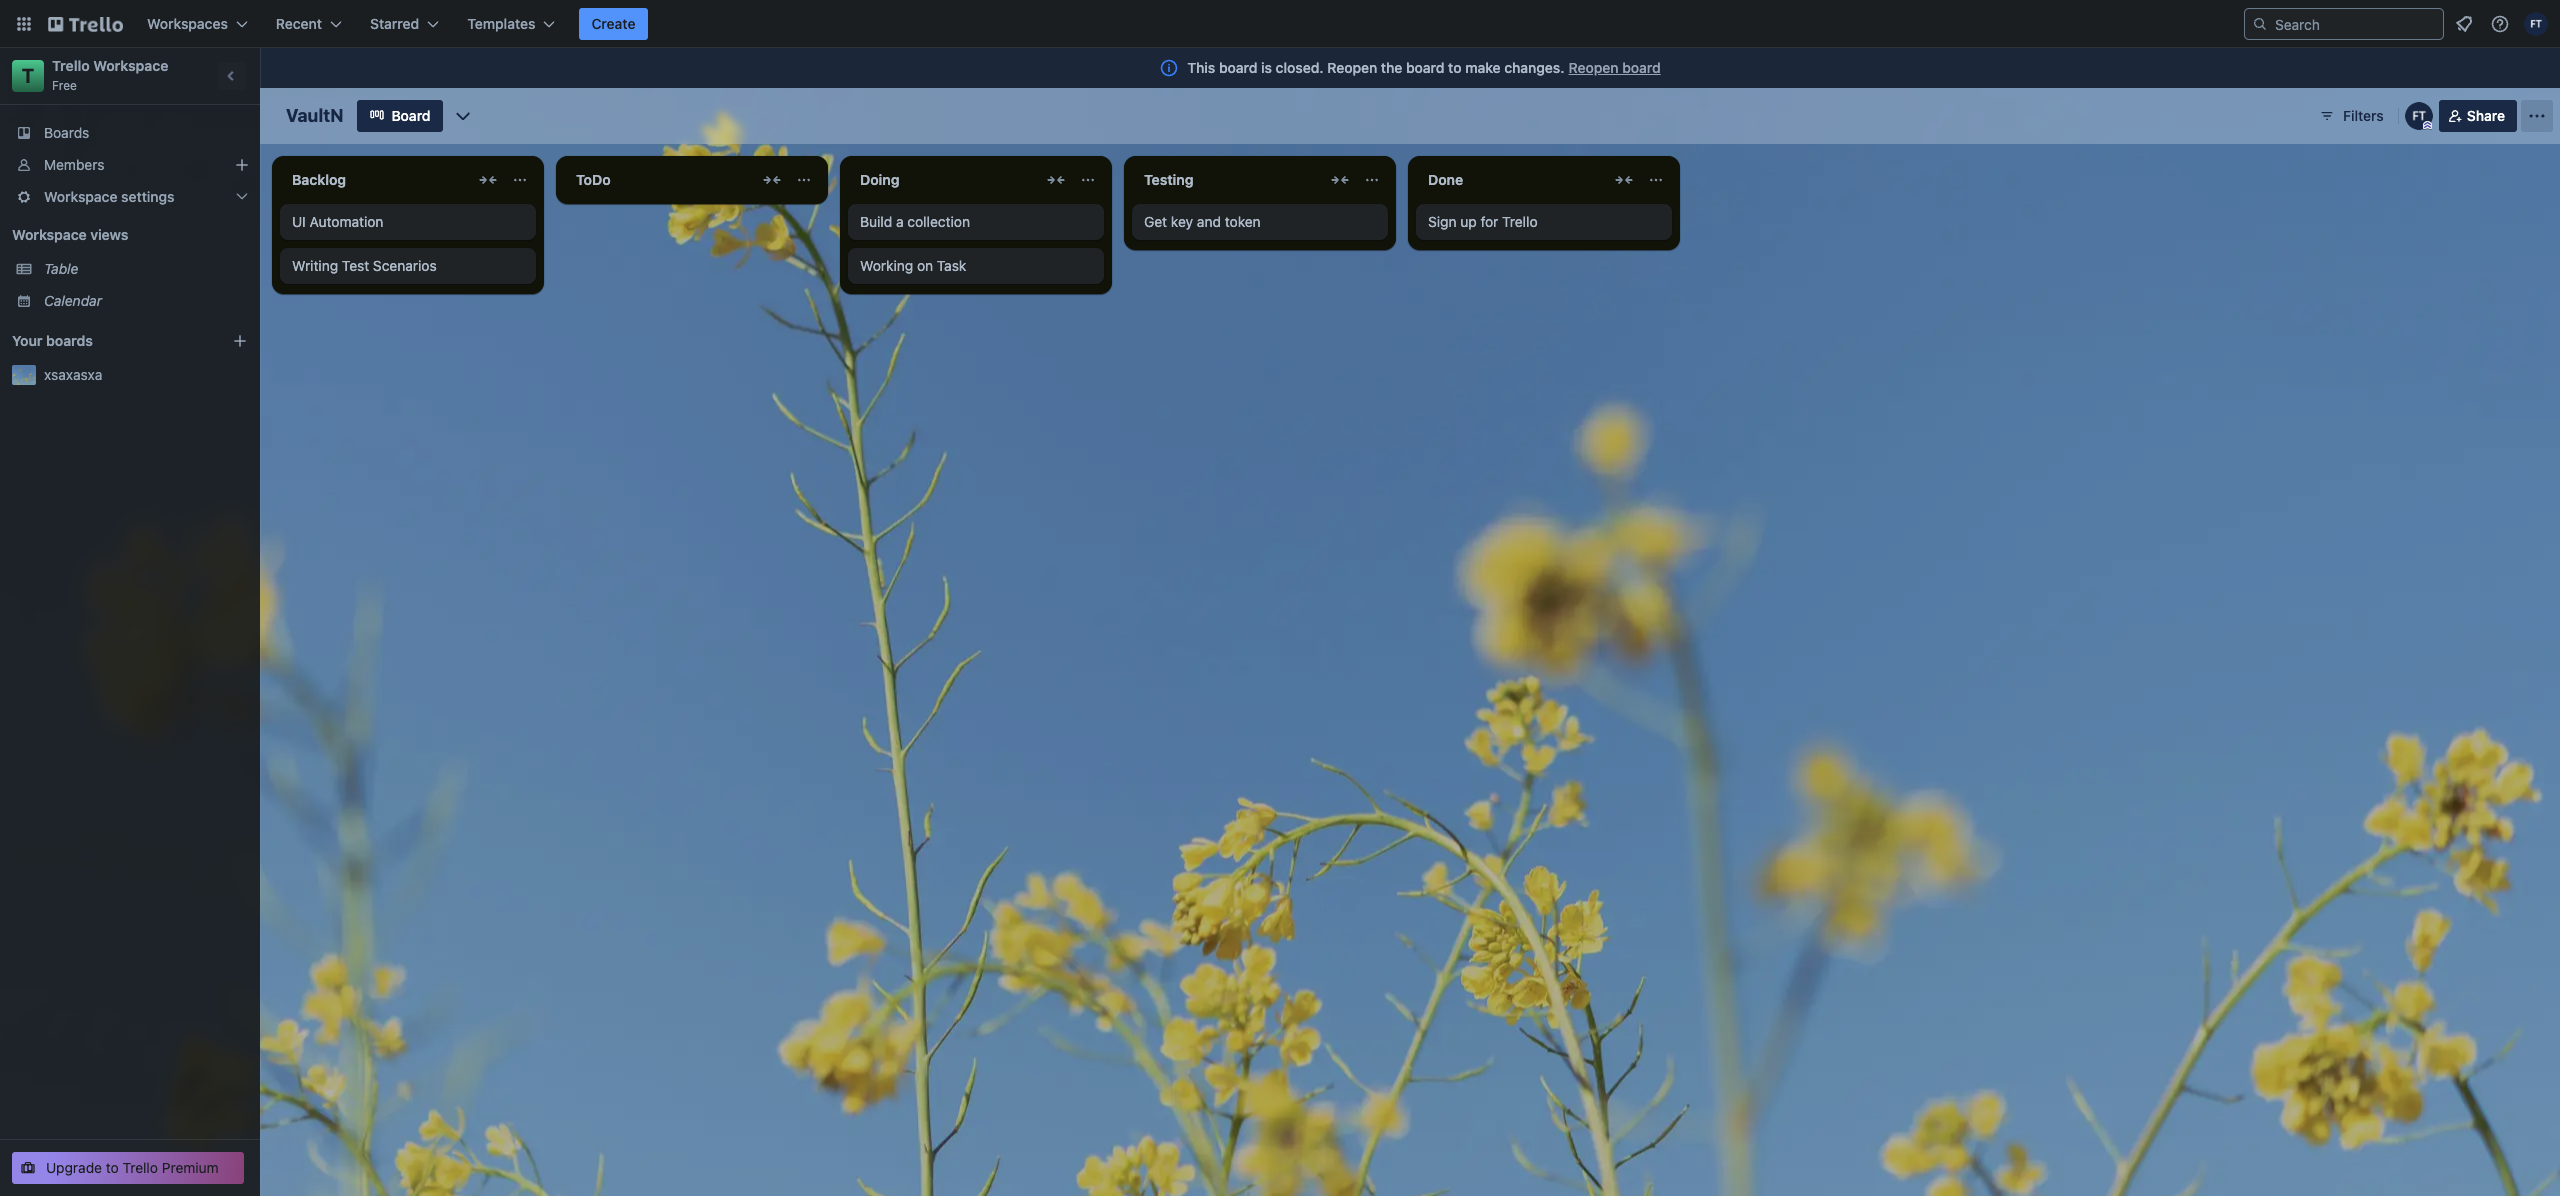 Trello
Workspaces
Recent
Starred
Templates
Create
Search
FT
T
Trello Workspace
Free
This board is closed. Reopen the board to make changes. Reopen board
VaultN
Board
Filters
FT
Share
Boards
Members
Workspace settings
Workspace views
Table
Calendar
Your boards
xsaxasxa
Backlog
UI Automation
Writing Test Scenarios
ToDo
Doing
Build a collection
Working on Task
Testing
Get key and token
Done
Sign up for Trello
Upgrade to Trello Premium